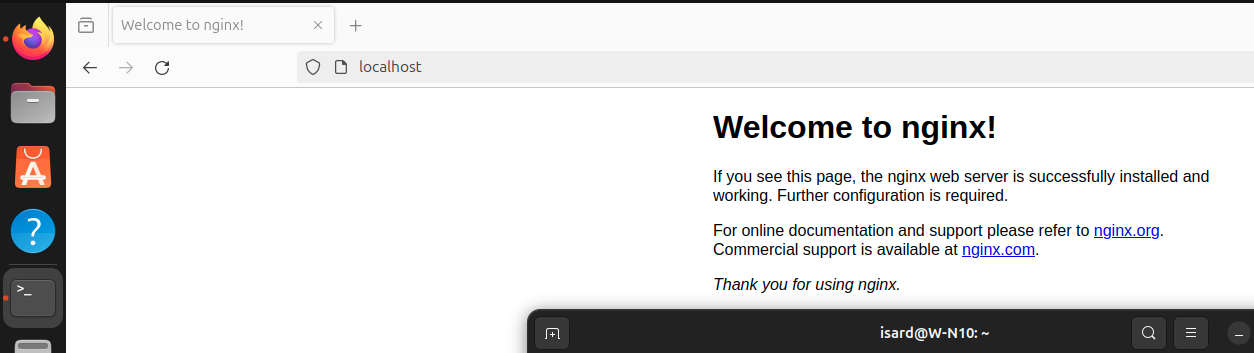 Welcome to nginx!
localhost
Welcome to nginx!
If you see this page, the nginx web server is successfully installed and
working. Further configuration is required.
For online documentation and support please refer to nginx.org.
Commercial support is available at nginx.com.
Thank you for using nginx.
>_
isard@W-N10: ~